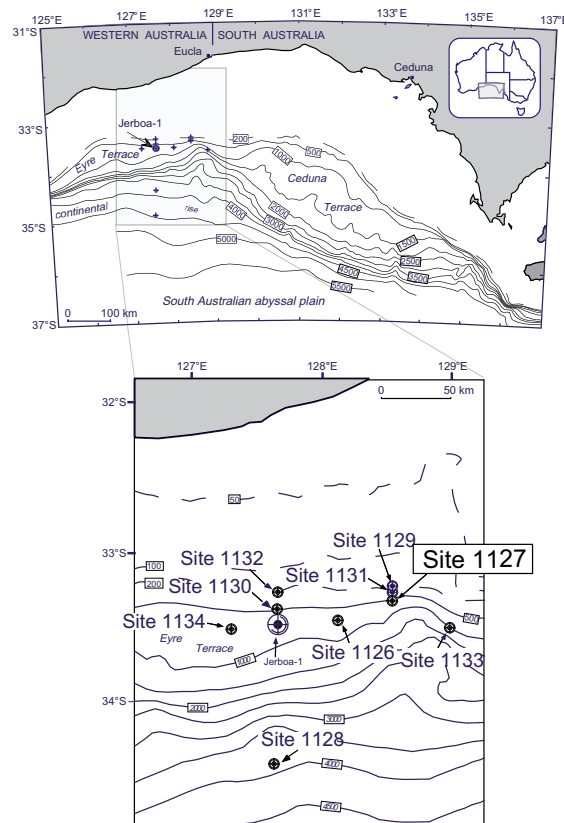 125°E 127°E 129°E 131°E 133°E 135°E 137°E
31°S
WESTERN AUSTRALIA SOUTH AUSTRALIA
Eucla
Ceduna
33°S
Jerboa-1
200
500
1000
Eyre
Terrace
Ceduna
Terrace
2000
3000
4000
continental rise
35°S
5000
1500
2500
3500
4500
5500
South Australian abyssal plain
37°S
0 100 km
127°E 128°E 129°E
32°S
0 50 km
50
Site 1129
33°S
Site 1132
Site 1131
Site 1127
100
200
Site 1130
500
Site 1134
Eyre Terrace
Jerboa-1
Site 1126
Site 1133
1000
34°S
2000
3000
Site 1128
4000
4500